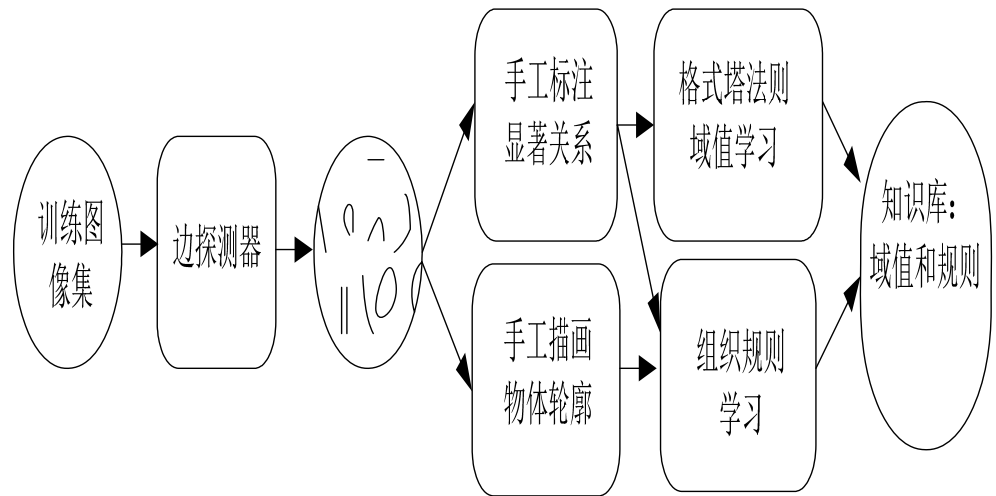 训练图
像集
边探测器
手工标注
显著关系
手工描画
物体轮廓
格式塔法则
域值学习
组织规则
学习
知识库：
域值和规则